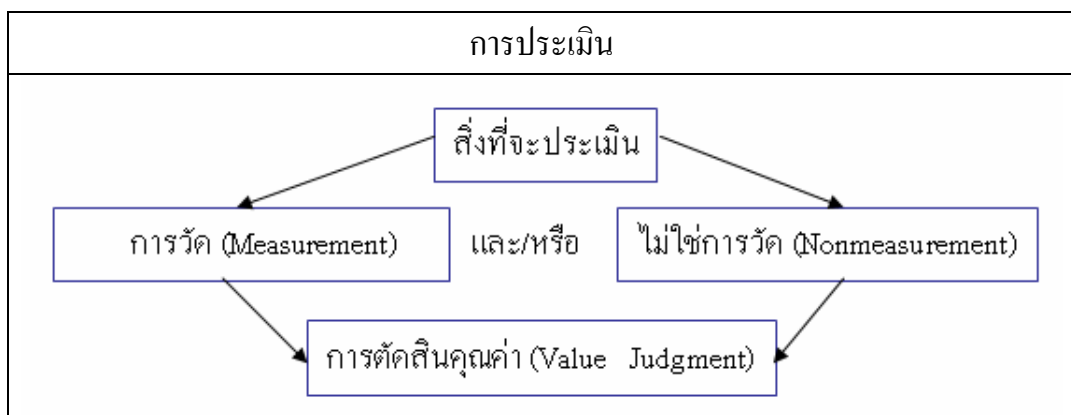 การประเมิน
สิ่งที่จะประเมิน
การวัด (Measurement) และ/หรือ ไม่ใช่การวัด (Nonmeasurement)
การตัดสินคุณค่า (Value Judgment)